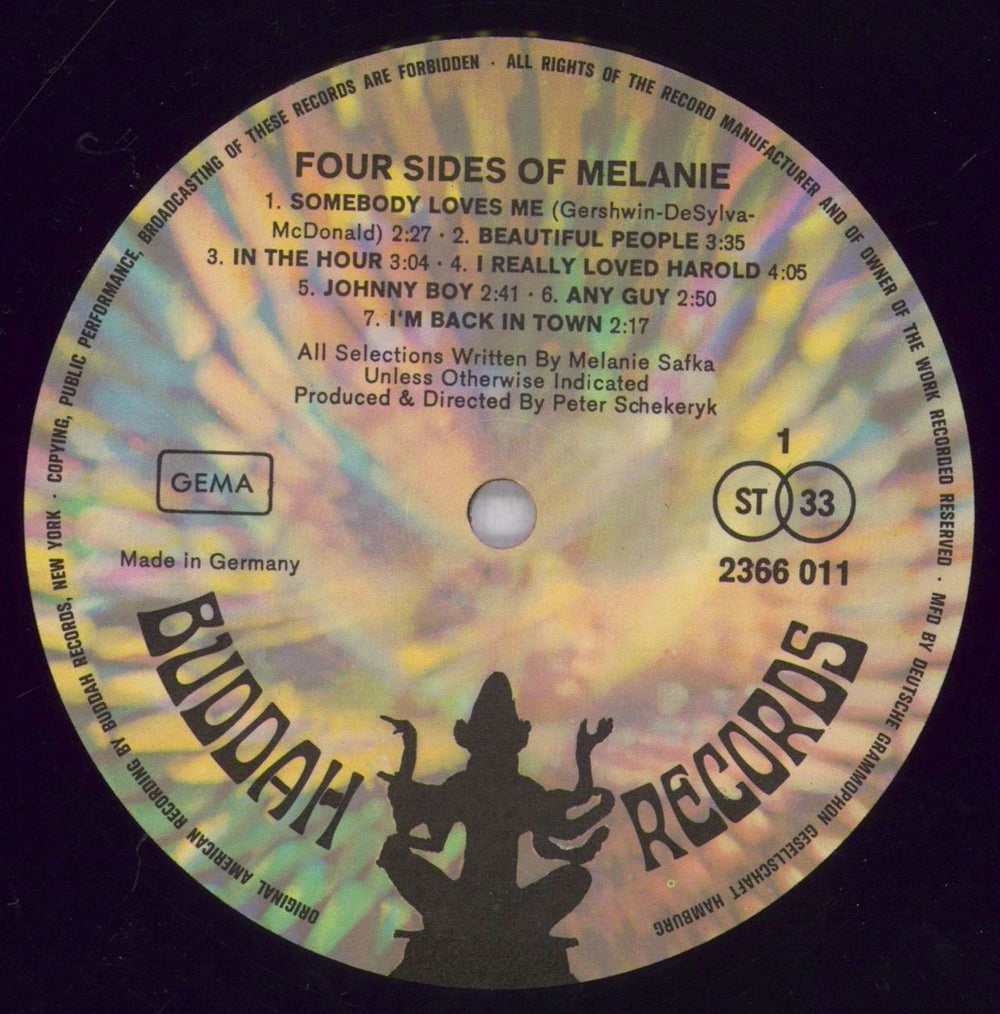 ORIGINAL AMERICAN RECORDING BY BUDDAH RECORDS, NEW YORK · COPYING, PUBLIC PERFORMANCE, BROADCASTING OF THESE RECORDS ARE FORBIDDEN · ALL RIGHTS OF THE RECORD MANUFACTURER AND OF OWNER OF THE WORK RECORDED RESERVED · MFD BY DEUTSCHE GRAMMOPHON GESELLSCHAFT HAMBURG
FOUR SIDES OF MELANIE
1. SOMEBODY LOVES ME (Gershwin-DeSylva-
McDonald) 2:27 · 2. BEAUTIFUL PEOPLE 3:35
3. IN THE HOUR 3:04 · 4. I REALLY LOVED HAROLD 4:05
5. JOHNNY BOY 2:41 · 6. ANY GUY 2:50
7. I'M BACK IN TOWN 2:17
All Selections Written By Melanie Safka
Unless Otherwise Indicated
Produced & Directed By Peter Schekeryk
1
GEMA
ST 33
Made in Germany
2366 011
BUDDAH RECORDS